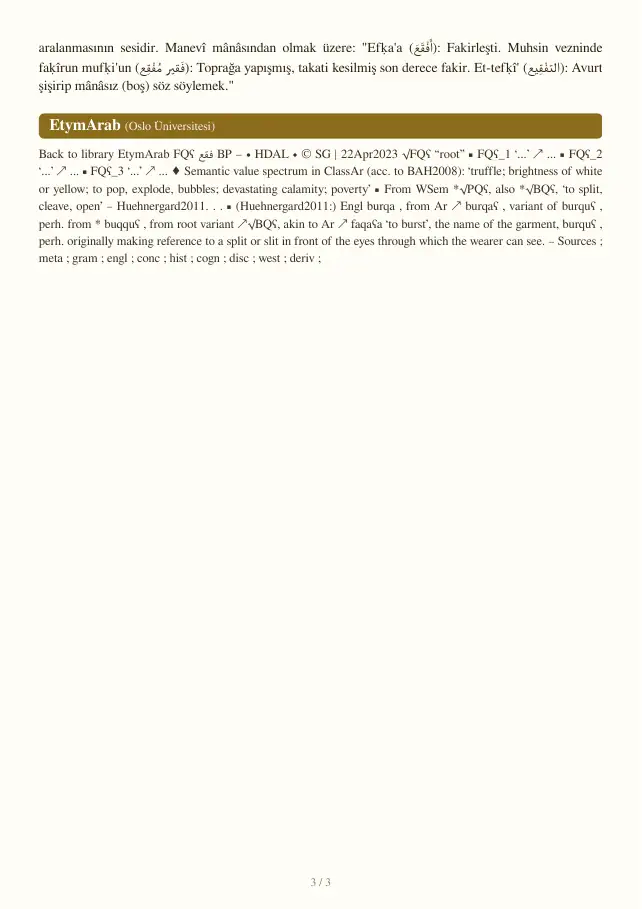 aralanmasının sesidir. Manevî mânâsından olmak üzere: "Efḳa'a (أَفْقَعَ): Fakirleşti. Muhsin vezninde
faḳîrun mufḳi'un (فَقير مُفْقِع): Toprağa yapışmış, takati kesilmiş son derece fakir. Et-tefḳî' (التَفْقِيع): Avurt
şişirip mânâsız (boş) söz söylemek."
EtymArab (Oslo Üniversitesi)
Back to library EtymArab FQʕ فقع BP – • HDAL • © SG | 22Apr2023 √FQʕ “root” ▪ FQʕ_1 ‘...’ ↗ ... ▪ FQʕ_2
‘...’ ↗ ... ▪ FQʕ_3 ‘...’ ↗ ... ♦ Semantic value spectrum in ClassAr (acc. to BAH2008): ‘truffle; brightness of white
or yellow; to pop, explode, bubbles; devastating calamity; poverty’ ▪ From WSem *√PQʕ, also *√BQʕ, ‘to split,
cleave, open’ – Huehnergard2011. . . ▪ (Huehnergard2011:) Engl burqa , from Ar ↗ burqaʕ , variant of burquʕ ,
perh. from * buqquʕ , from root variant ↗√BQʕ, akin to Ar ↗ faqaʕa ‘to burst’, the name of the garment, burquʕ ,
perh. originally making reference to a split or slit in front of the eyes through which the wearer can see. – Sources ;
meta ; gram ; engl ; conc ; hist ; cogn ; disc ; west ; deriv ;
3 / 3